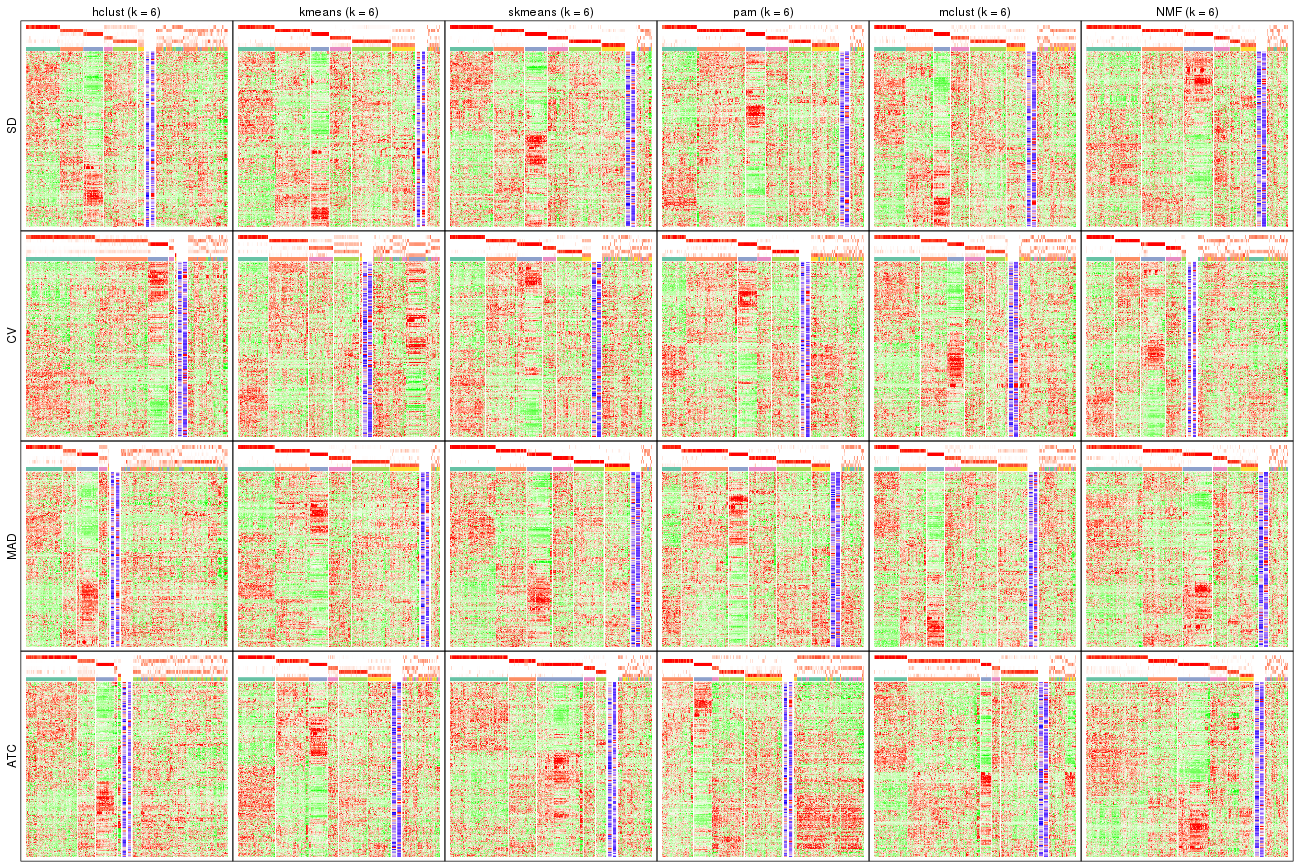 hclust (k = 6) kmeans (k = 6) skmeans (k = 6) pam (k = 6) mclust (k = 6) NMF (k = 6)
SD
CV
MAD
ATC